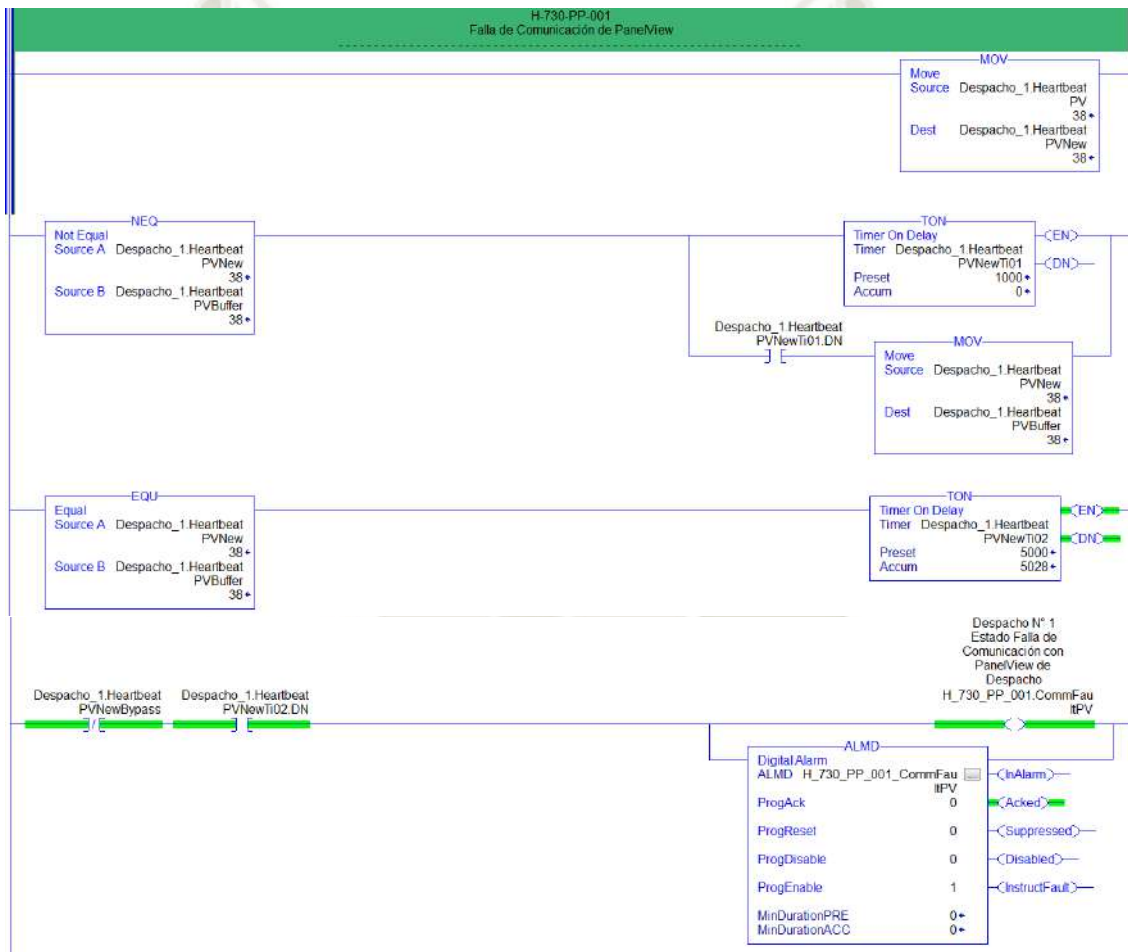 H-730-PP-001
Falla de Comunicación de PanelView
MOV
Move
Source Despacho_1.Heartbeat
PV
38
Dest Despacho_1.Heartbeat
PVNew
38
NEQ
Not Equal
Source A Despacho_1.Heartbeat
PVNew
38
Source B Despacho_1.Heartbeat
PVBuffer
38
TON
Timer On Delay
Timer Despacho_1.Heartbeat
PVNewTi01
Preset 1000
Accum 0
EN
DN
Despacho_1.Heartbeat
PVNewTi01.DN
MOV
Move
Source Despacho_1.Heartbeat
PVNew
38
Dest Despacho_1.Heartbeat
PVBuffer
38
EQU
Equal
Source A Despacho_1.Heartbeat
PVNew
38
Source B Despacho_1.Heartbeat
PVBuffer
38
TON
Timer On Delay
Timer Despacho_1.Heartbeat
PVNewTi02
Preset 5000
Accum 5028
EN
DN
Despacho_1.Heartbeat
PVNewBypass
Despacho_1.Heartbeat
PVNewTi02.DN
Despacho N° 1
Estado Falla de
Comunicación con
PanelView de
Despacho
H_730_PP_001.CommFau
ltPV
ALMD
Digital Alarm
ALMD H_730_PP_001_CommFau ...
ltPV
ProgAck 0
ProgReset 0
ProgDisable 0
ProgEnable 1
MinDurationPRE 0
MinDurationACC 0
InAlarm
Acked
Suppressed
Disabled
InstructFault